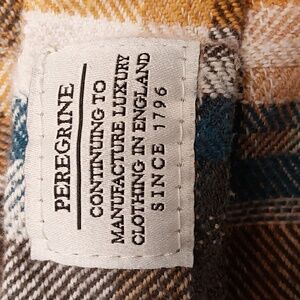 PEREGRINE
CONTINUING TO
MANUFACTURE LUXURY
CLOTHING IN ENGLAND
SINCE 1796